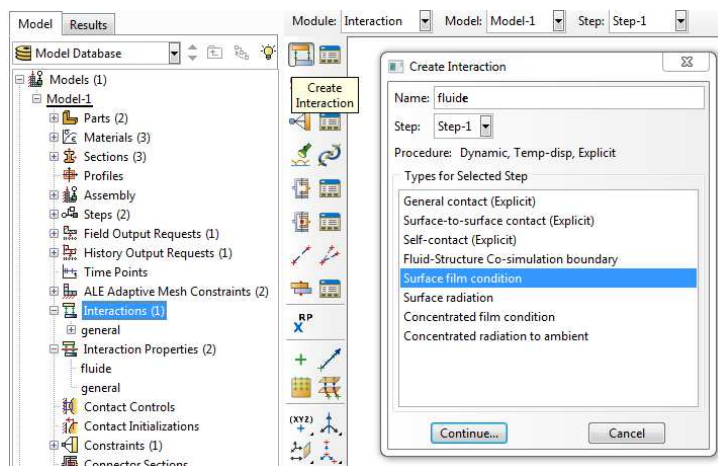 Model Results
Module: Interaction Model: Model-1 Step: Step-1
Model Database
Models (1)
Model-1
Parts (2)
Materials (3)
Sections (3)
Profiles
Assembly
Steps (2)
Field Output Requests (1)
History Output Requests (1)
Time Points
ALE Adaptive Mesh Constraints (2)
Interactions (1)
general
Interaction Properties (2)
fluide
general
Contact Controls
Contact Initializations
Constraints (1)
Connector Sections
Create
Interaction
RP
(XYZ)
Create Interaction
Name: fluide
Step: Step-1
Procedure: Dynamic, Temp-disp, Explicit
Types for Selected Step
General contact (Explicit)
Surface-to-surface contact (Explicit)
Self-contact (Explicit)
Fluid-Structure Co-simulation boundary
Surface film condition
Surface radiation
Concentrated film condition
Concentrated radiation to ambient
Continue... Cancel